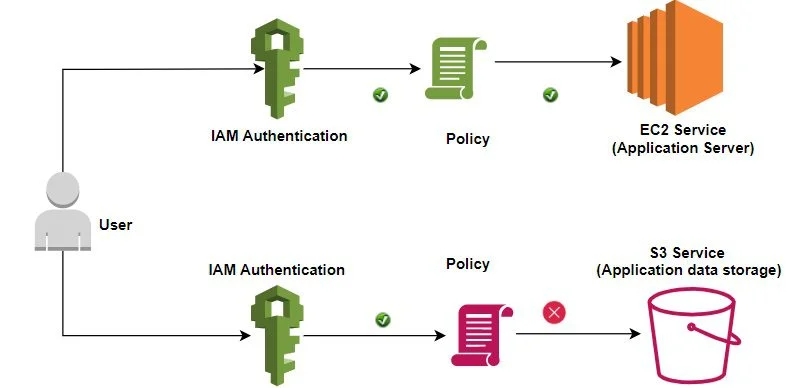 IAM Authentication
Policy
EC2 Service
(Application Server)
User
IAM Authentication
Policy
S3 Service
(Application data storage)